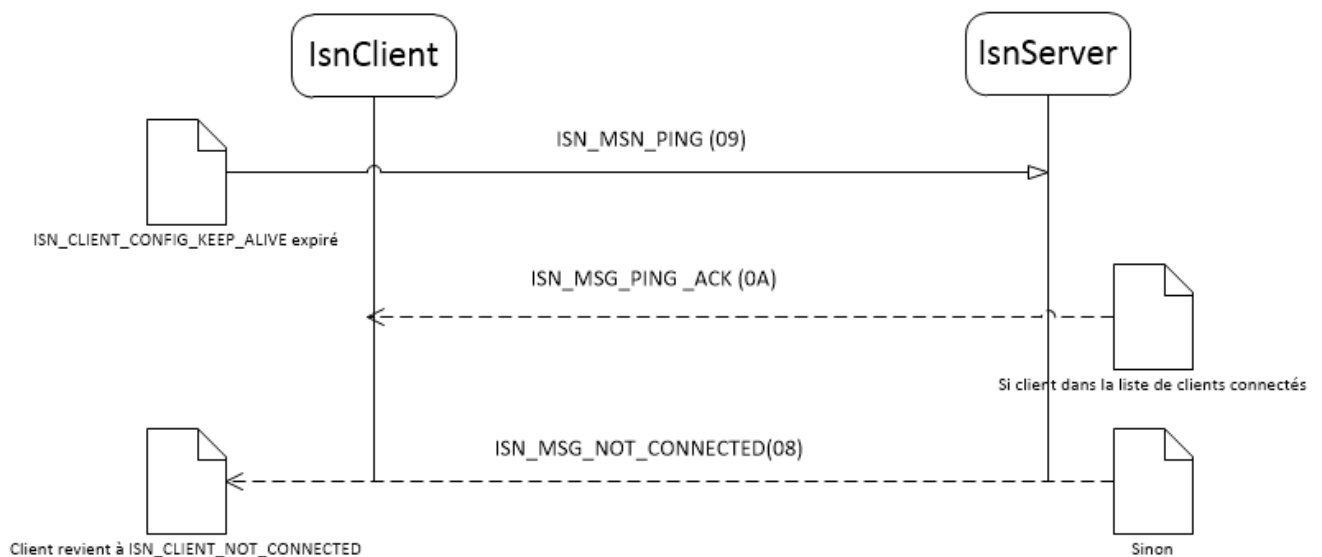 IsnClient
IsnServer
ISN_MSN_PING (09)
ISN_CLIENT_CONFIG_KEEP_ALIVE expiré
ISN_MSG_PING _ACK (0A)
Si client dans la liste de clients connectés
ISN_MSG_NOT_CONNECTED(08)
Client revient à ISN_CLIENT_NOT_CONNECTED
Sinon